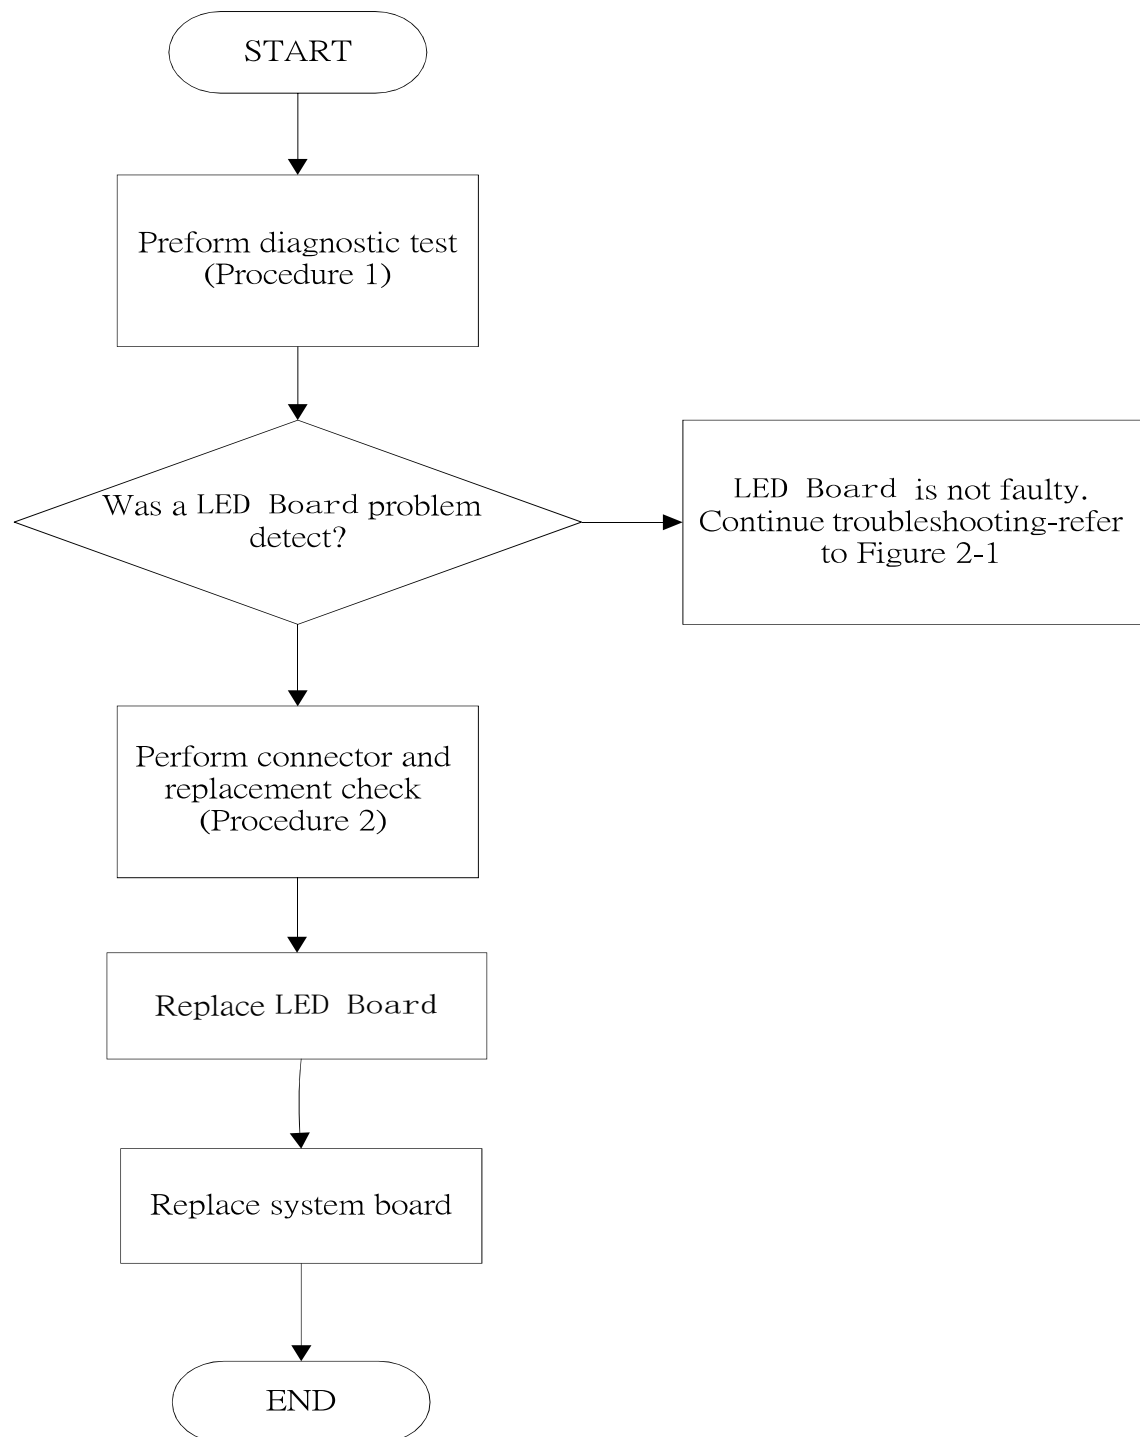 START
Preform diagnostic test
(Procedure 1)
Was a LED Board problem
detect?
LED Board is not faulty.
Continue troubleshooting-refer
to Figure 2-1
Perform connector and
replacement check
(Procedure 2)
Replace LED Board
Replace system board
END